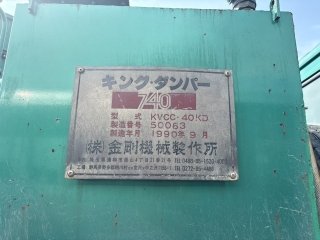 キング・ダンパー
740
型式 KVCC-40KD
製造番号 50063
製造年月 1990年9月
(株)金剛機械製作所